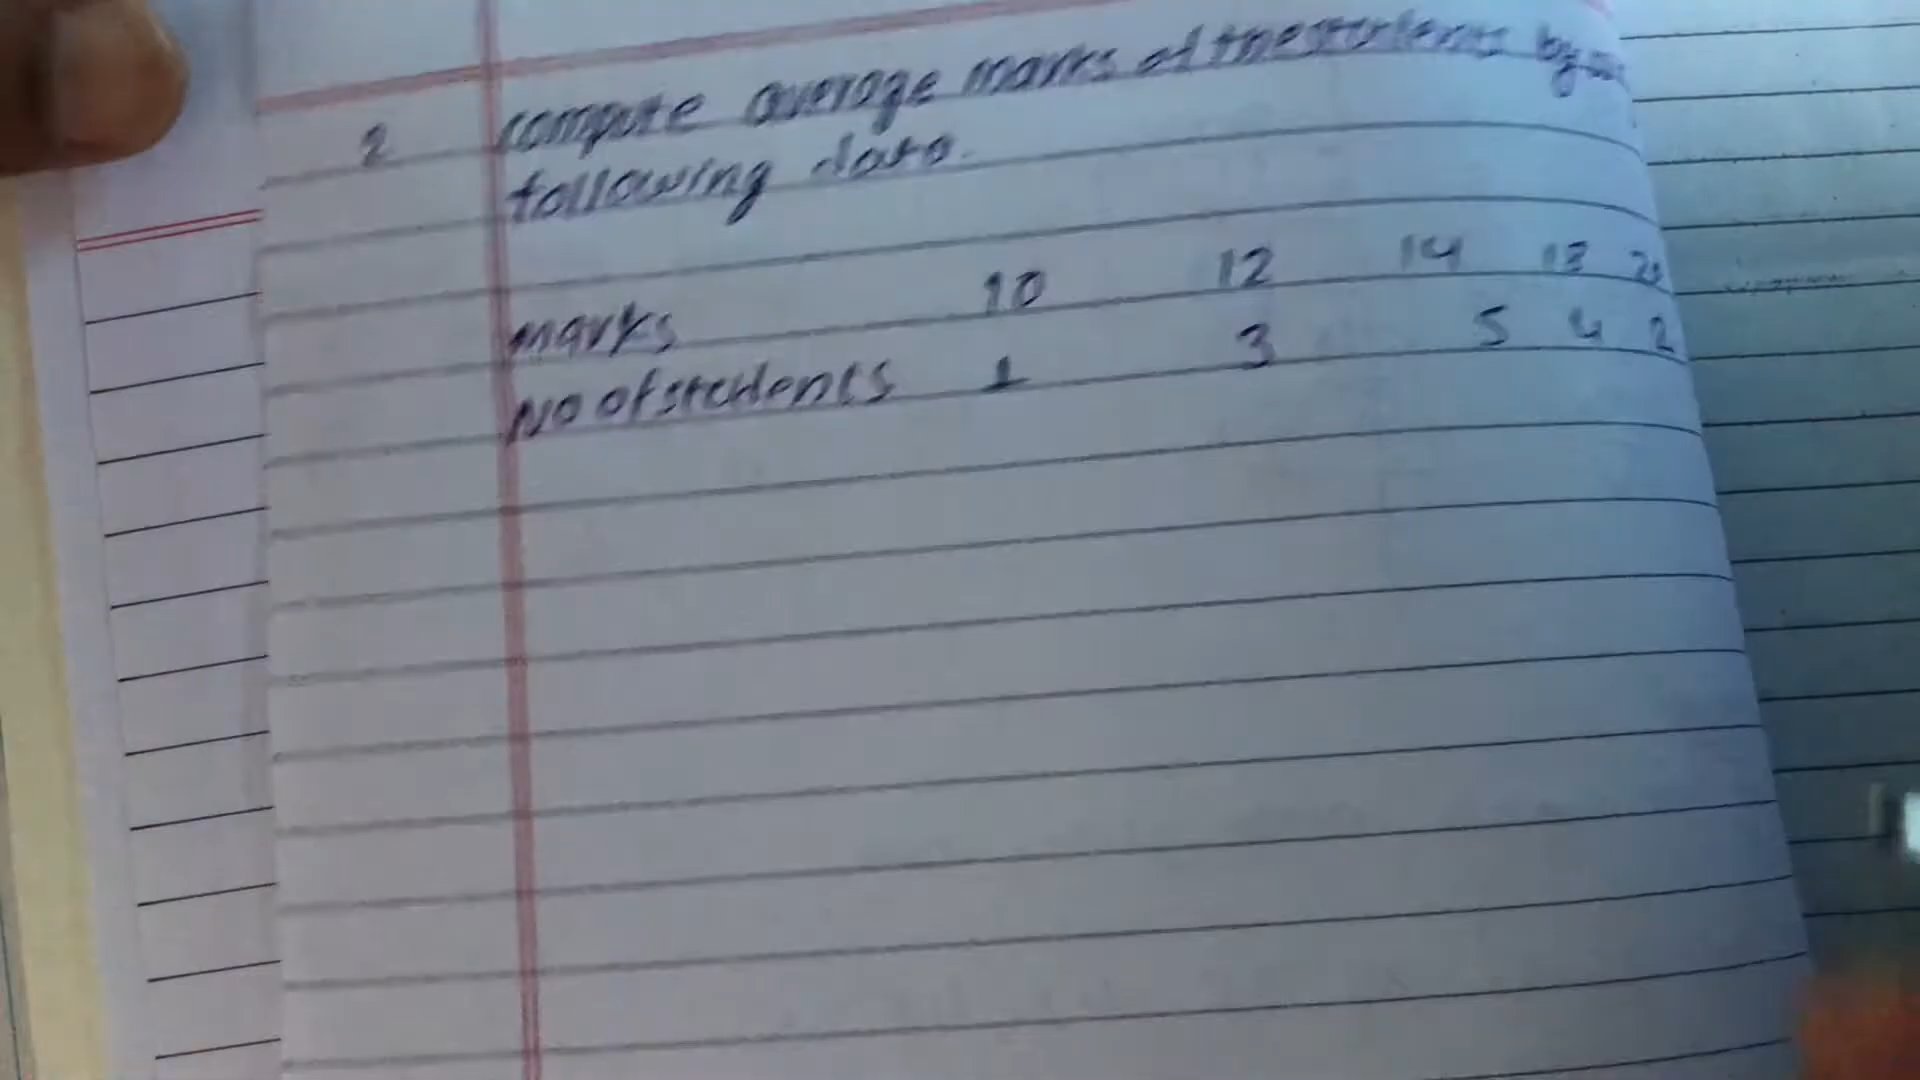 2 compute average marks of the students by
following data.
marks 10 12 14 18 20
No of students 1 3 5 4 2